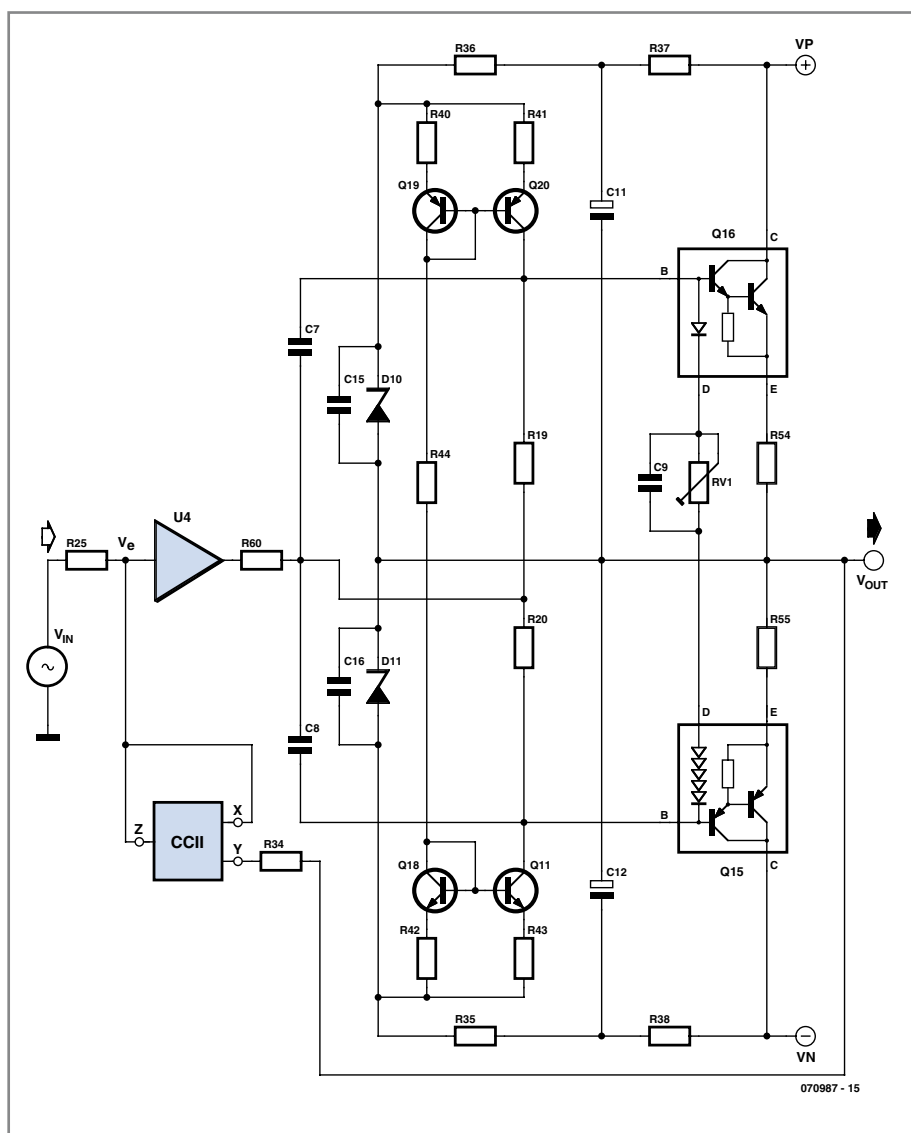 R36
R37
VP
R40
R41
Q19
Q20
C11
Q16
C
B
C7
C15
D10
D
E
R54
R19
R44
C9
RV1
U4
R25
Ve
R60
VOUT
VIN
R20
R55
C16
D11
C8
D
E
Z
X
CCII
Y
R34
B
C
Q15
Q18
Q11
C12
R42
R43
R35
R38
VN
070987 - 15